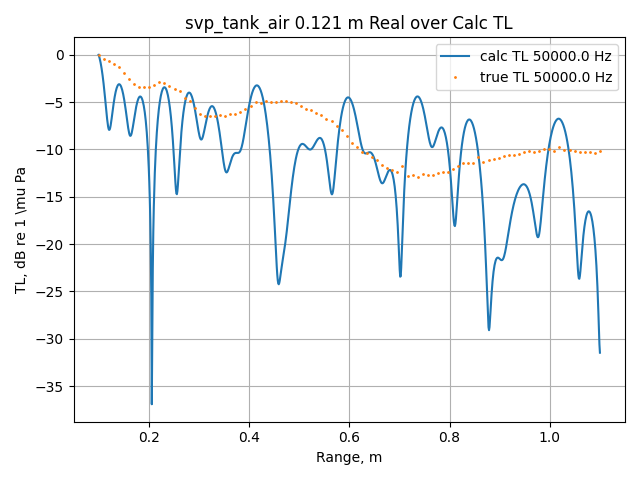 svp_tank_air 0.121 m Real over Calc TL
calc TL 50000.0 Hz
true TL 50000.0 Hz
TL, dB re 1 \mu Pa
0
−5
−10
−15
−20
−25
−30
−35
0.2
0.4
0.6
0.8
1.0
Range, m